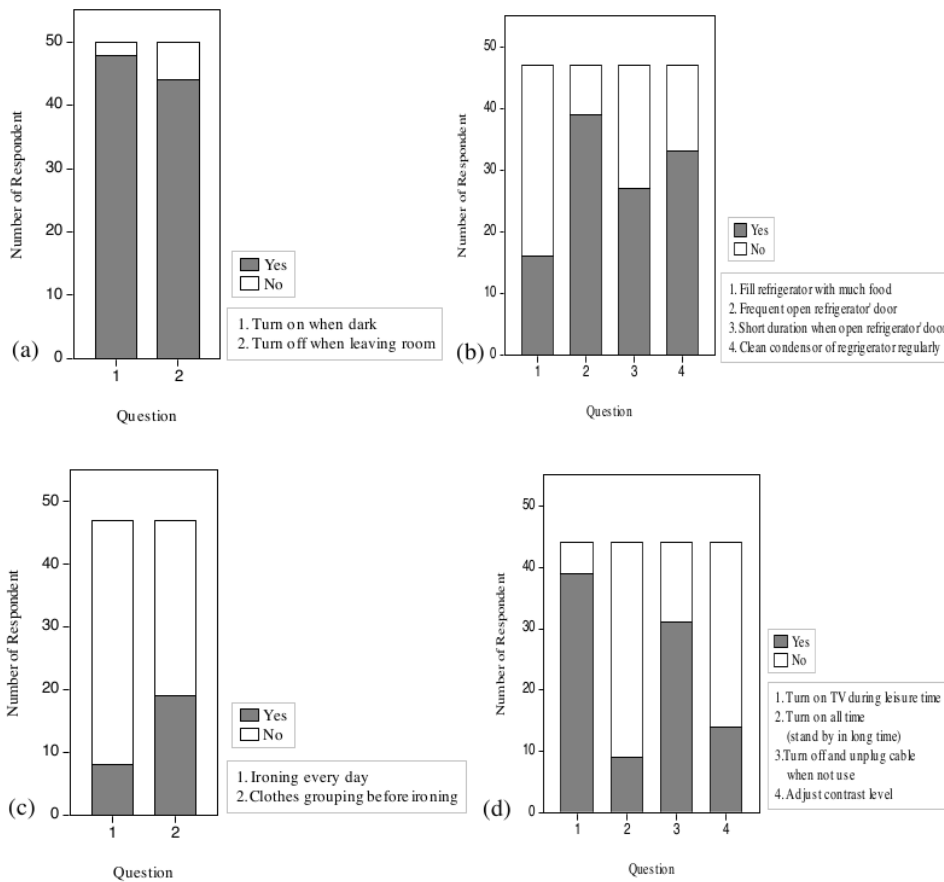 50
40
30
20
10
0
Number of Respondent
1
2
Question
Yes
No
1. Turn on when dark
2. Turn off when leaving room
(a)
50
40
30
20
10
0
Number of Respondent
1
2
3
4
Question
Yes
No
1. Fill refrigerator with much food
2. Frequent open refrigerator' door
3. Short duration when open refrigerator' door
4. Clean condensor of regrigerator regularly
(b)
50
40
30
20
10
0
Number of Respondent
1
2
Question
Yes
No
1. Ironing every day
2. Clothes grouping before ironing
(c)
50
40
30
20
10
0
Number of Respondent
1
2
3
4
Question
Yes
No
1. Turn on TV during leisure time
2. Turn on all time
(stand by in long time)
3.Turn off and unplug cable
when not use
4. Adjust contrast level
(d)